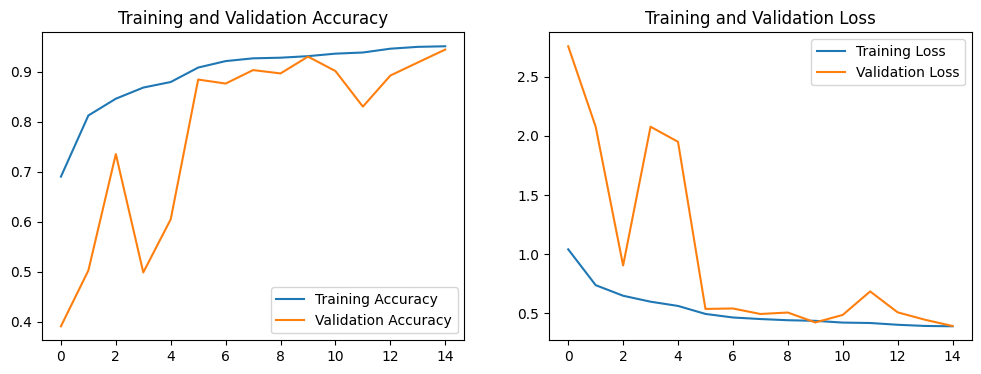 Training and Validation Accuracy
0.9
0.8
0.7
0.6
0.5
0.4
0 2 4 6 8 10 12 14
Training Accuracy
Validation Accuracy
Training and Validation Loss
2.5
2.0
1.5
1.0
0.5
0 2 4 6 8 10 12 14
Training Loss
Validation Loss